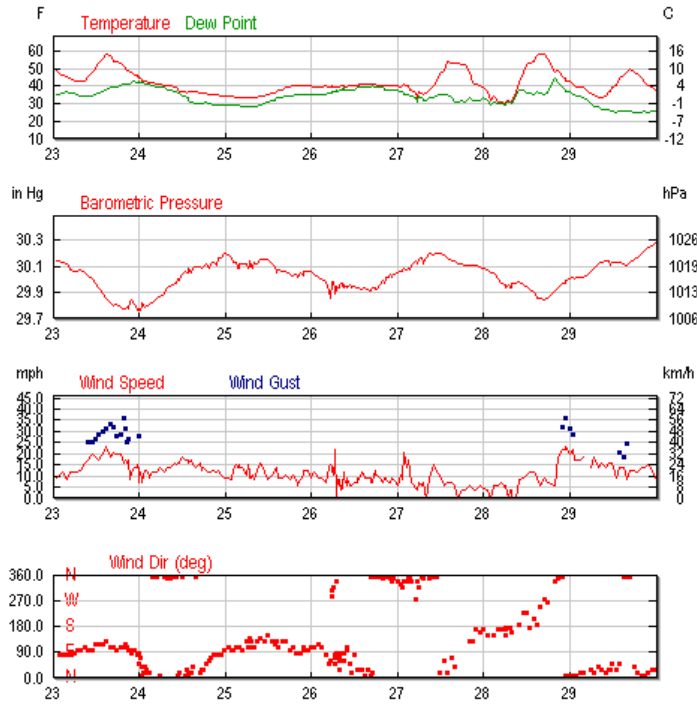 F Temperature Dew Point C
60 16
50 10
40 4
30 -1
20 -7
10 -12
23 24 25 26 27 28 29
in Hg Barometric Pressure hPa
30.3 1026
30.1 1019
29.9 1013
29.7 1006
23 24 25 26 27 28 29
mph Wind Speed Wind Gust km/h
45.0 72
40.0 64
35.0 56
30.0 48
25.0 40
20.0 32
15.0 24
10.0 16
5.0 8
0.0 0
23 24 25 26 27 28 29
Wind Dir (deg)
360.0 N
270.0 W
180.0 S
90.0 E
0.0 N
23 24 25 26 27 28 29